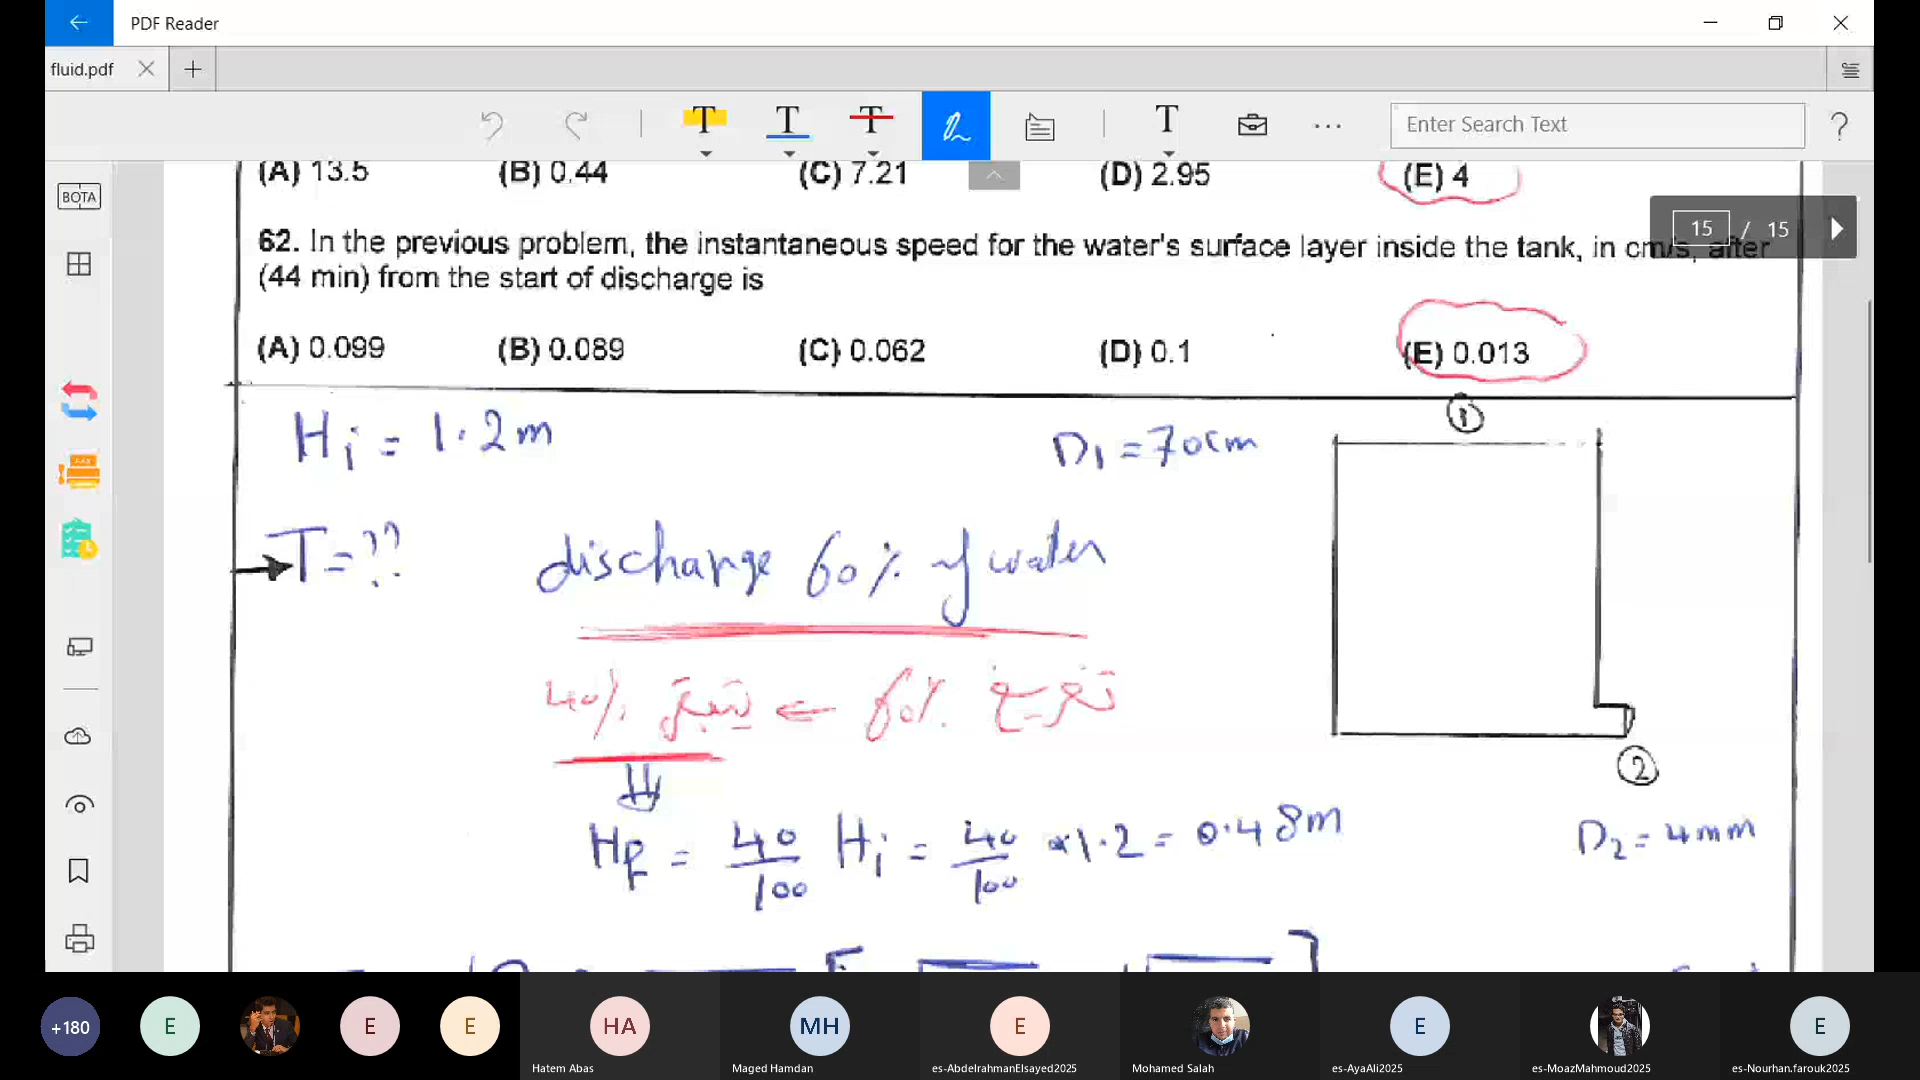 PDF Reader
fluid.pdf
T T T T ... Enter Search Text ?
BOTA
(A) 13.5 (B) 0.44 (C) 7.21 (D) 2.95 (E) 4
15 / 15
62. In the previous problem, the instantaneous speed for the water's surface layer inside the tank, in cm/s, after
(44 min) from the start of discharge is
(A) 0.099 (B) 0.089 (C) 0.062 (D) 0.1 (E) 0.013
①
Hi = 1.2m D1 = 70cm
T = ?? discharge 60% of water
تفريغ 60% ← يتبقى 40%
②
Hf = 40/100 Hi = 40/100 * 1.2 = 0.48m D2 = 4mm
+180 E E E HA MH E E E
Hatem Abas Maged Hamdan es-AbdelrahmanElsayed2025 Mohamed Salah es-AyaAli2025 es-MoazMahmoud2025 es-Nourhan.farouk2025